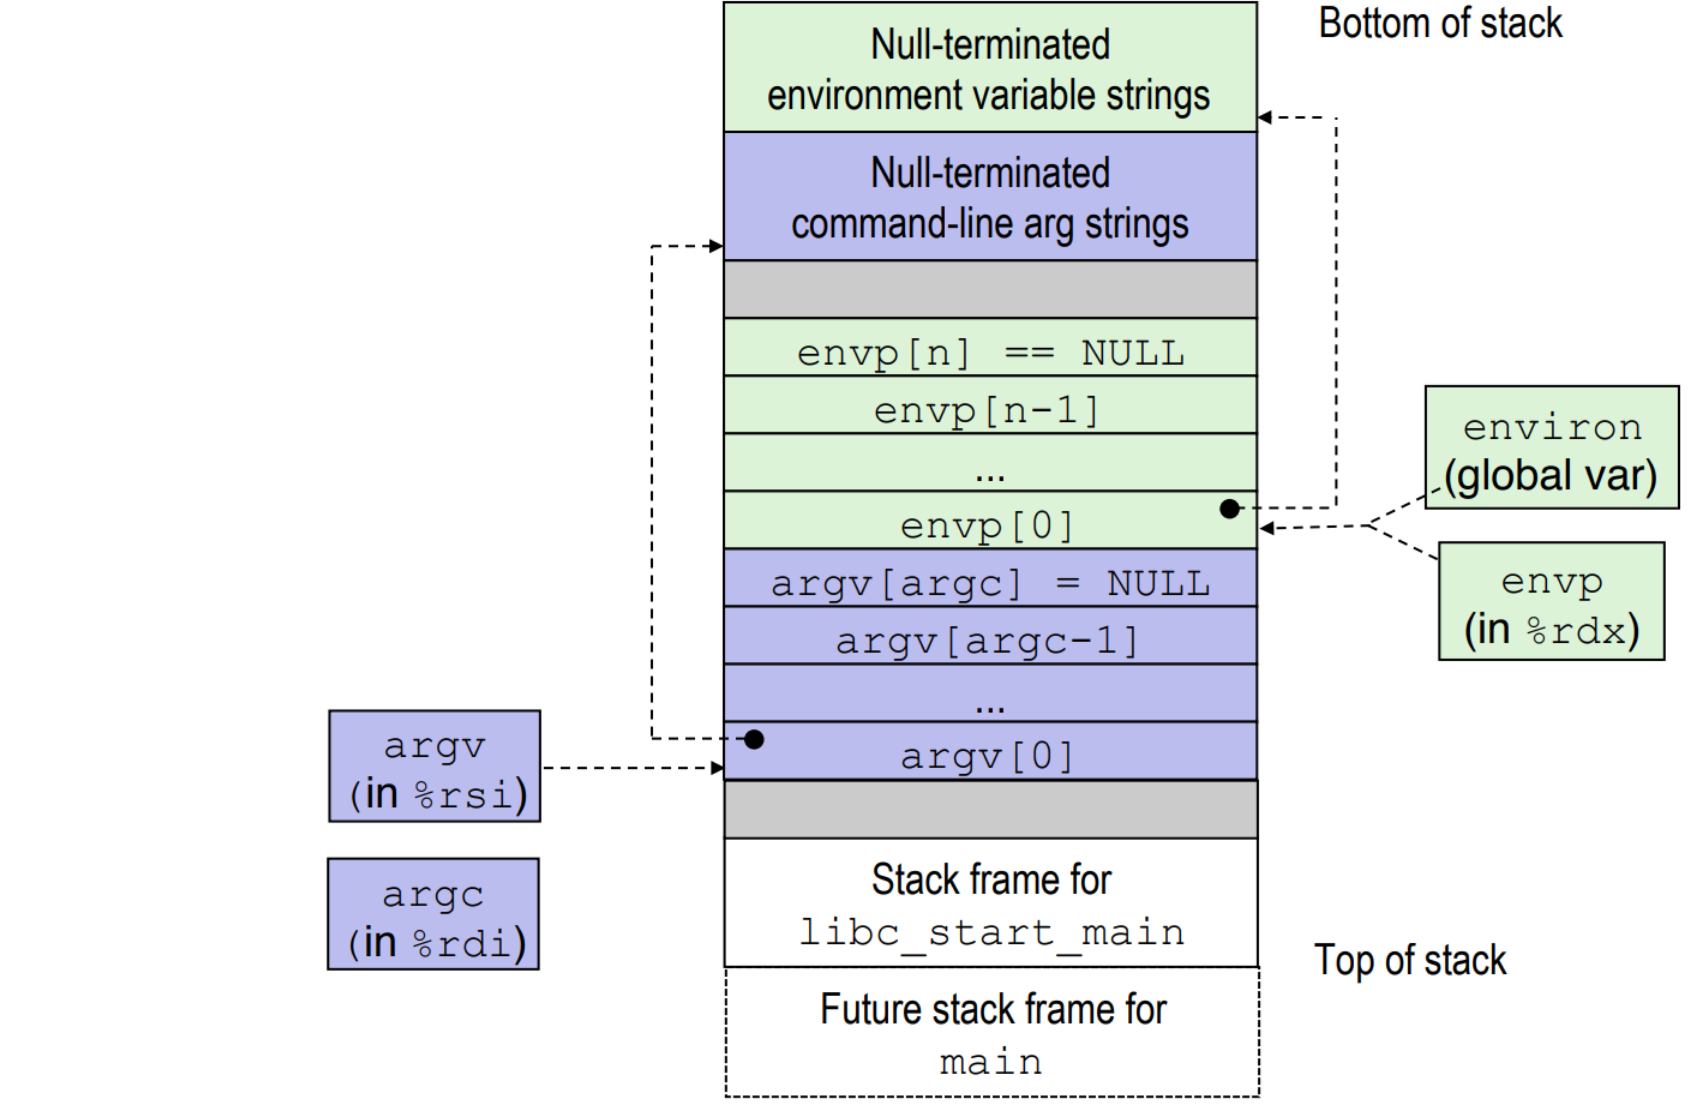 Bottom of stack
Null-terminated
environment variable strings
Null-terminated
command-line arg strings
envp[n] == NULL
envp[n-1]
...
envp[0]
argv[argc] = NULL
argv[argc-1]
...
argv[0]
environ
(global var)
envp
(in %rdx)
argv
(in %rsi)
argc
(in %rdi)
Stack frame for
libc_start_main
Top of stack
Future stack frame for
main